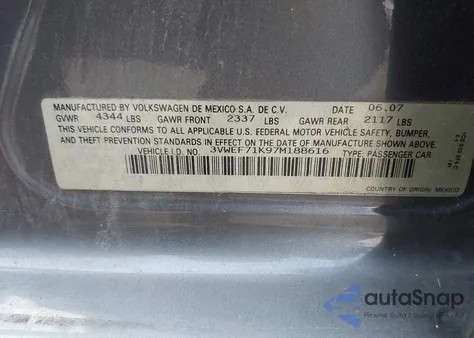 MANUFACTURED BY VOLKSWAGEN DE MEXICO S.A. DE C.V. DATE 06.07
GVWR 4344 LBS GAWR FRONT 2337 LBS GAWR REAR 2117 LBS
THIS VEHICLE CONFORMS TO ALL APPLICABLE U.S. FEDERAL MOTOR VEHICLE SAFETY, BUMPER,
AND THEFT PREVENTION STANDARDS IN EFFECT ON THE DATE OF MANUFACTURE SHOWN ABOVE.
VEHICLE I.D. NO. 3VWEF71K97M188616 TYPE: PASSENGER CAR
COUNTRY OF ORIGIN: MEXICO
autoSnap